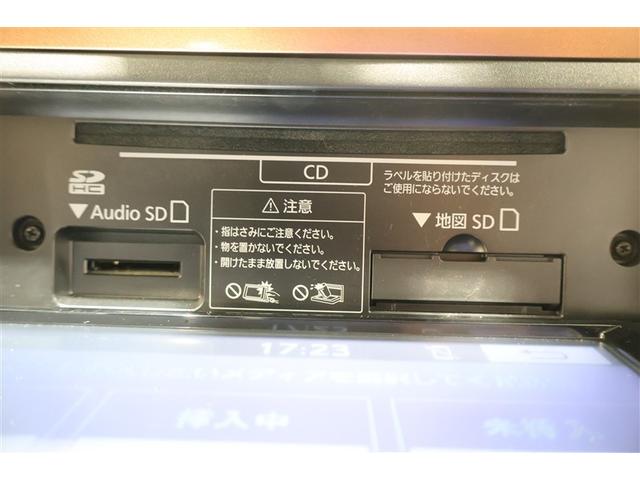 CD
ラベルを貼り付けたディスクは
ご使用にならないでください。
SD
HC
▼Audio SD
⚠注意
・指はさみにご注意ください。
・物を置かないでください。
・開けたまま放置しないでください。
▼地図 SD
17:23
挿入中